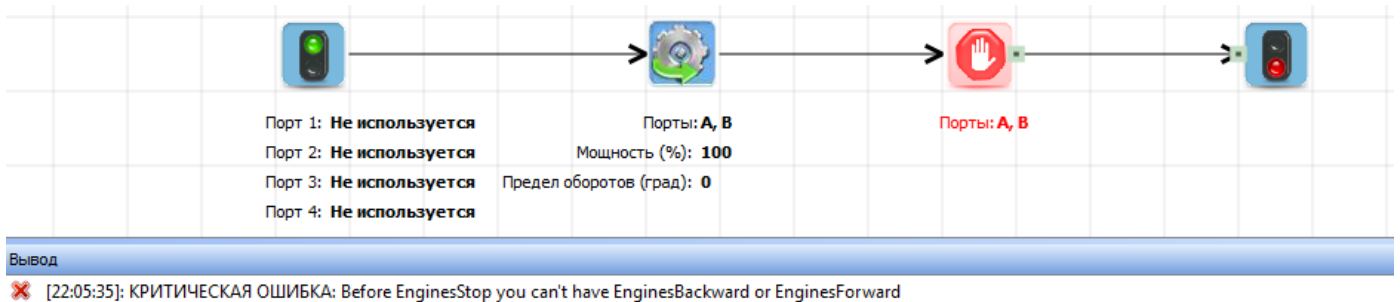 Порт 1: Не используется Порты: A, B Порты: A, B
Порт 2: Не используется Мощность (%): 100
Порт 3: Не используется Предел оборотов (град): 0
Порт 4: Не используется
Вывод
[22:05:35]: КРИТИЧЕСКАЯ ОШИБКА: Before EnginesStop you can't have EnginesBackward or EnginesForward